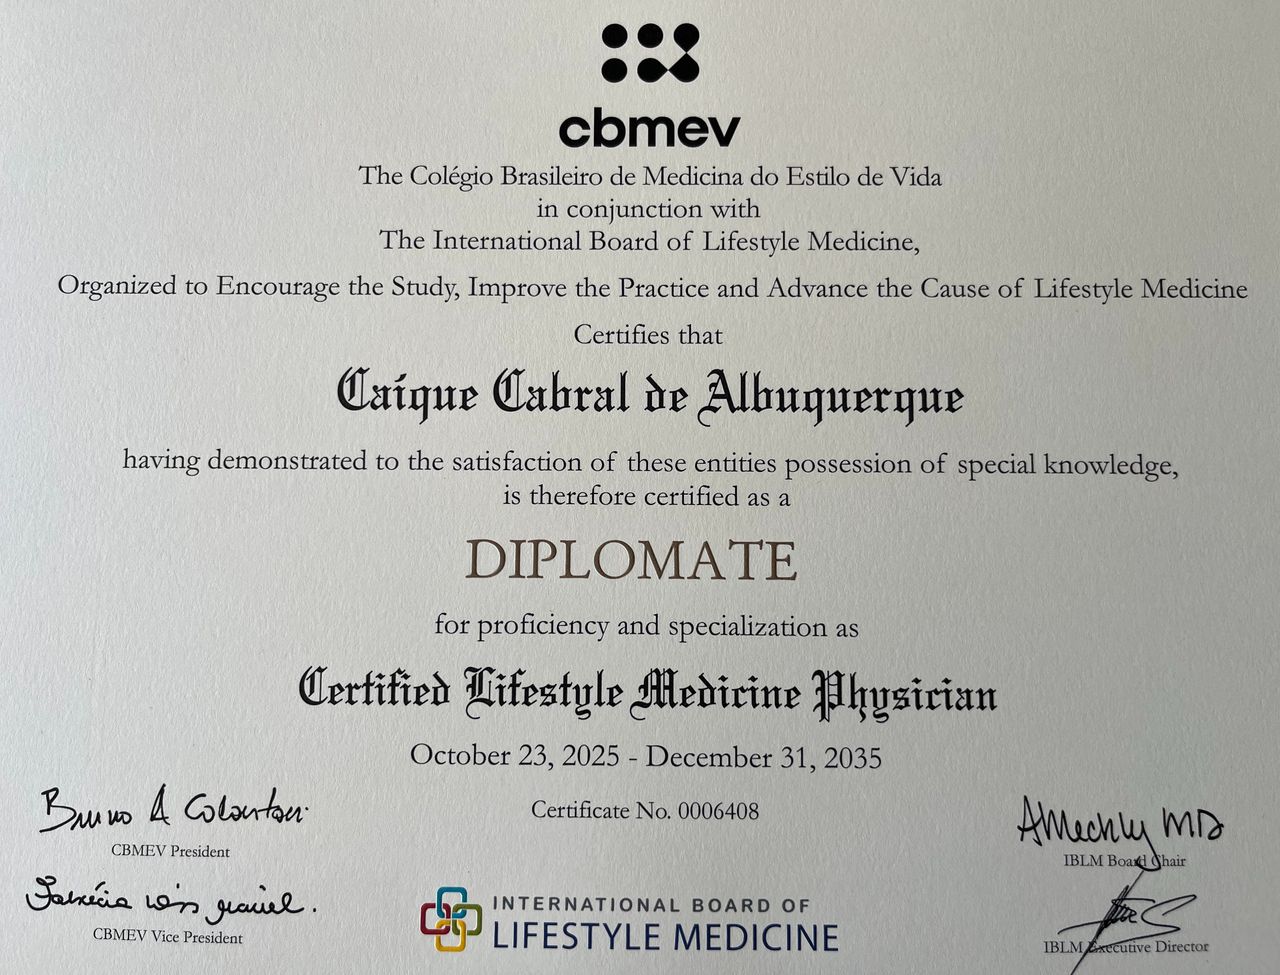 cbmev
The Colégio Brasileiro de Medicina do Estilo de Vida
in conjunction with
The International Board of Lifestyle Medicine,
Organized to Encourage the Study, Improve the Practice and Advance the Cause of Lifestyle Medicine
Certifies that
Caíque Cabral de Albuquerque
having demonstrated to the satisfaction of these entities possession of special knowledge,
is therefore certified as a
DIPLOMATE
for proficiency and specialization as
Certified Lifestyle Medicine Physician
October 23, 2025 - December 31, 2035
Certificate No. 0006408
Bruno A
CBMEV President
CBMEV Vice President
MD
IBLM Board Chair
IBLM Executive Director
INTERNATIONAL BOARD OF
LIFESTYLE MEDICINE